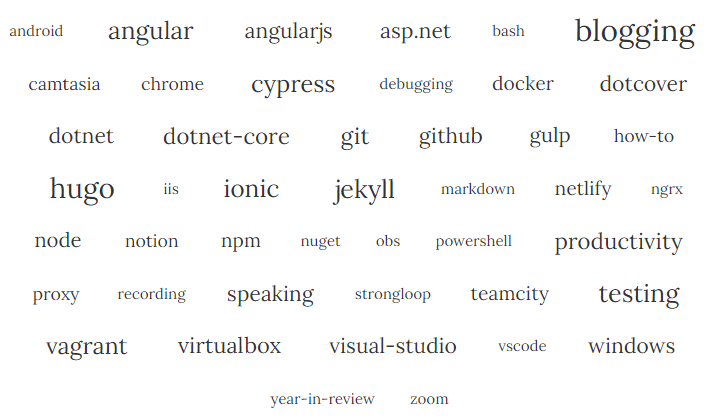 android angular angularjs asp.net bash blogging
camtasia chrome cypress debugging docker dotcover
dotnet dotnet-core git github gulp how-to
hugo iis ionic jekyll markdown netlify ngrx
node notion npm nuget obs powershell productivity
proxy recording speaking strongloop teamcity testing
vagrant virtualbox visual-studio vscode windows
year-in-review zoom